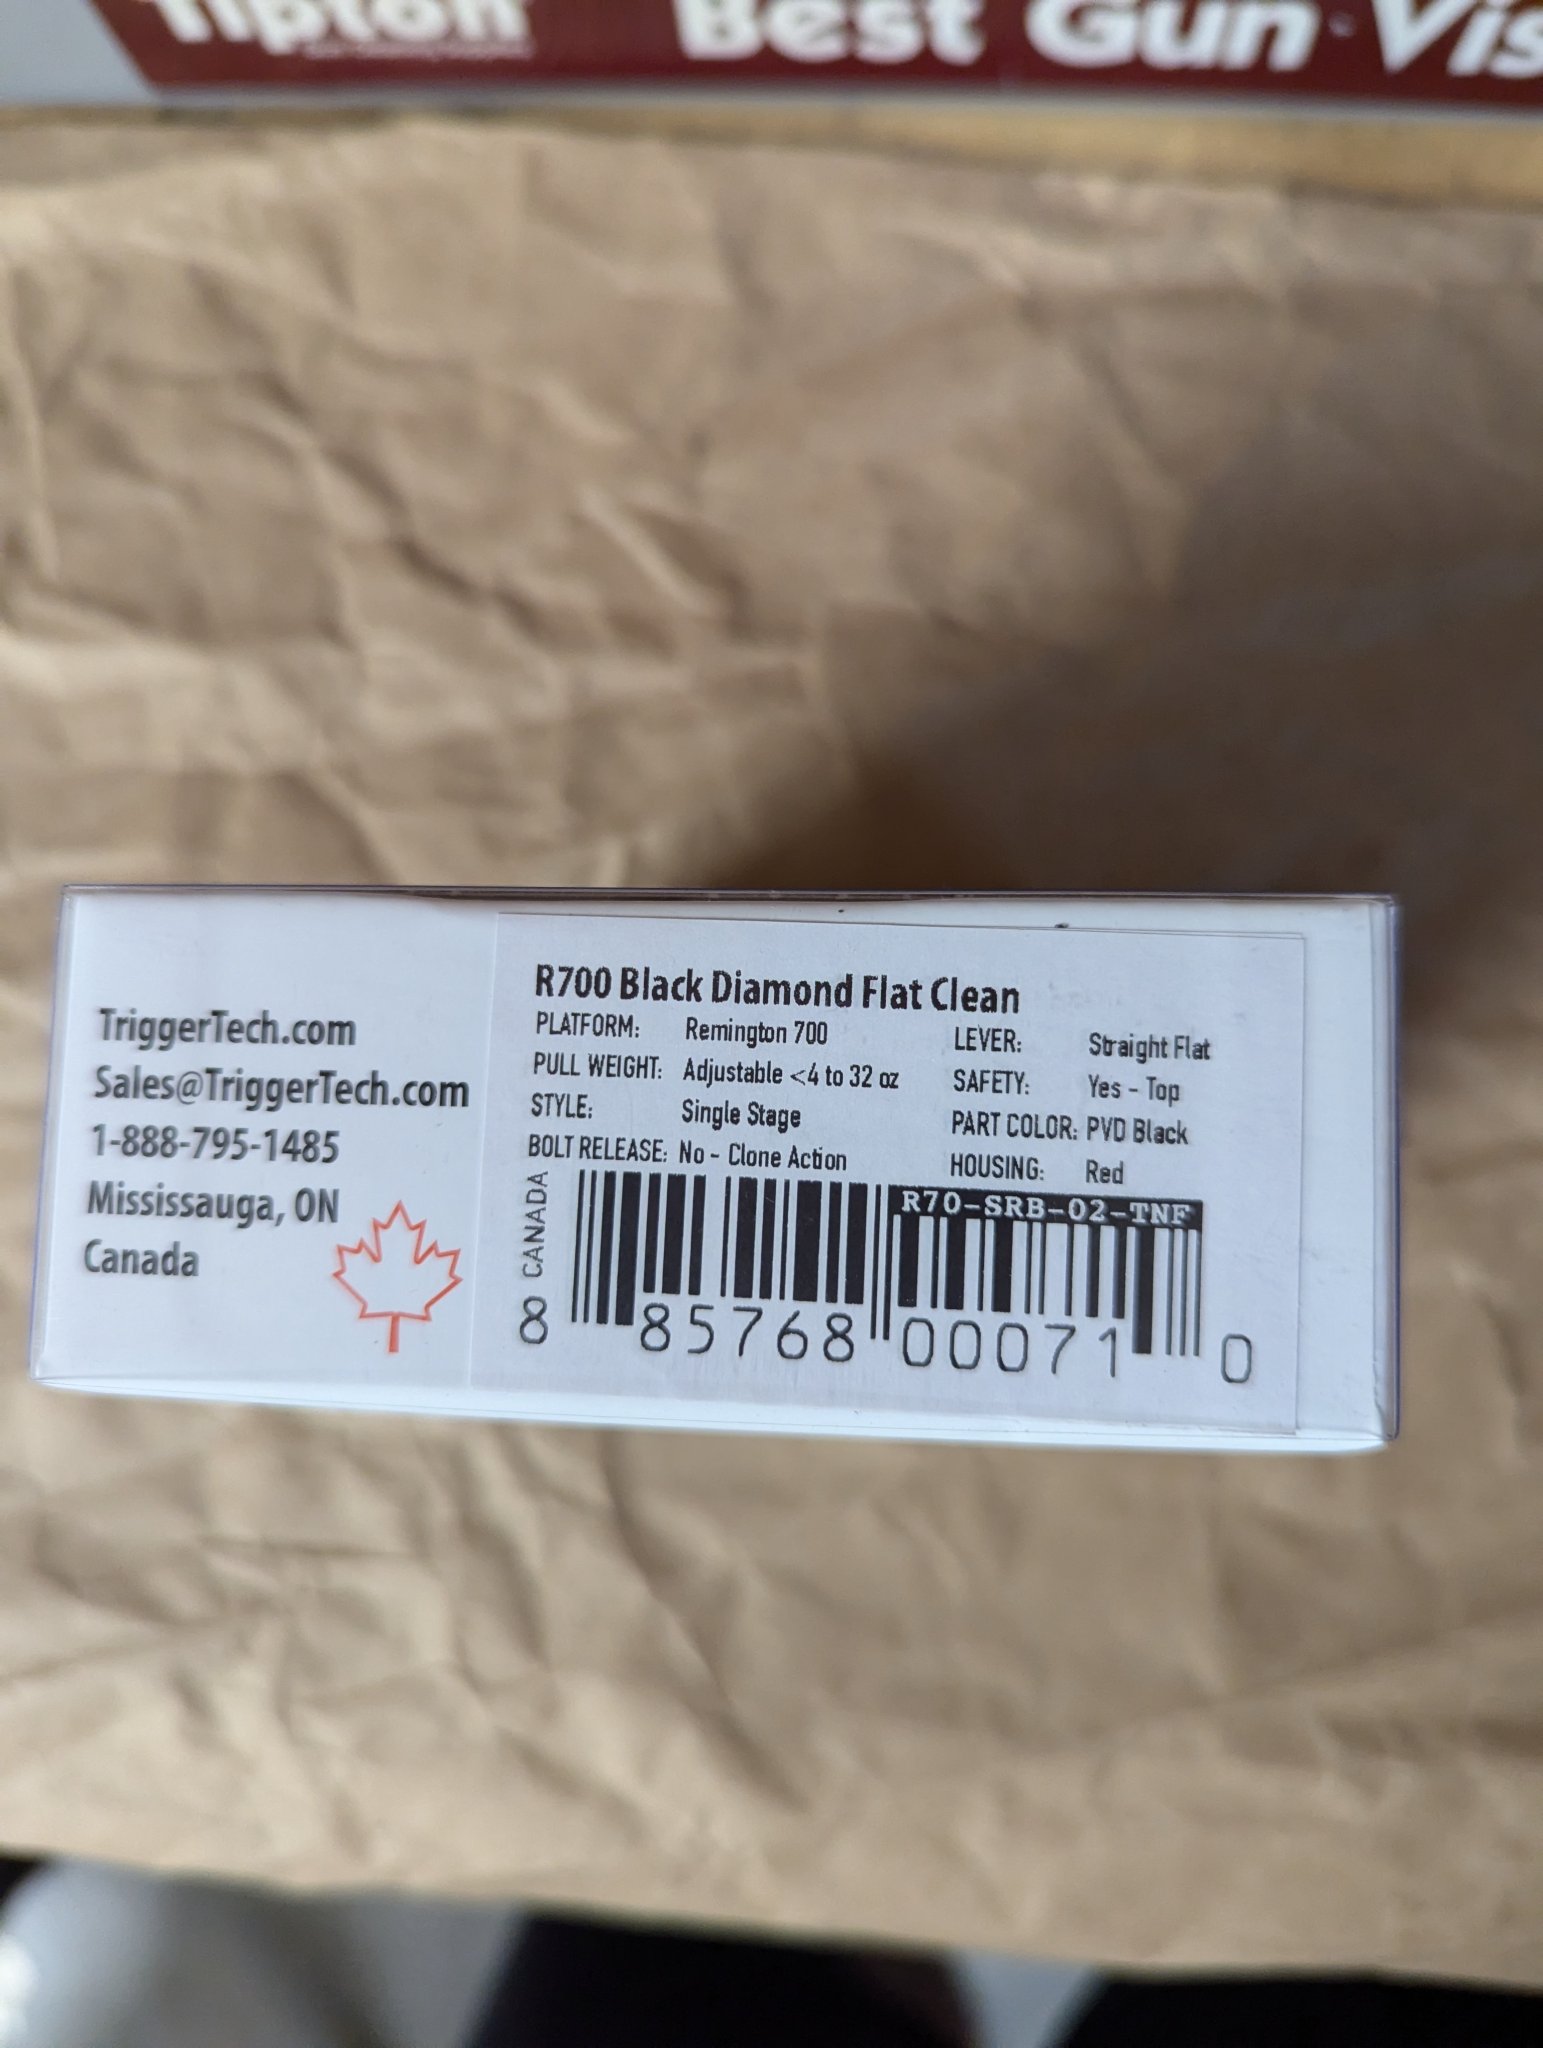 Tipton
Best Gun Vis
R700 Black Diamond Flat Clean
PLATFORM: Remington 700
PULL WEIGHT: Adjustable <4 to 32 oz
STYLE: Single Stage
BOLT RELEASE: No - Clone Action
LEVER: Straight Flat
SAFETY: Yes - Top
PART COLOR: PVD Black
HOUSING: Red
TriggerTech.com
Sales@TriggerTech.com
1-888-795-1485
Mississauga, ON
Canada
CANADA
R70-SRB-02-TNF
8 85768 00071 0